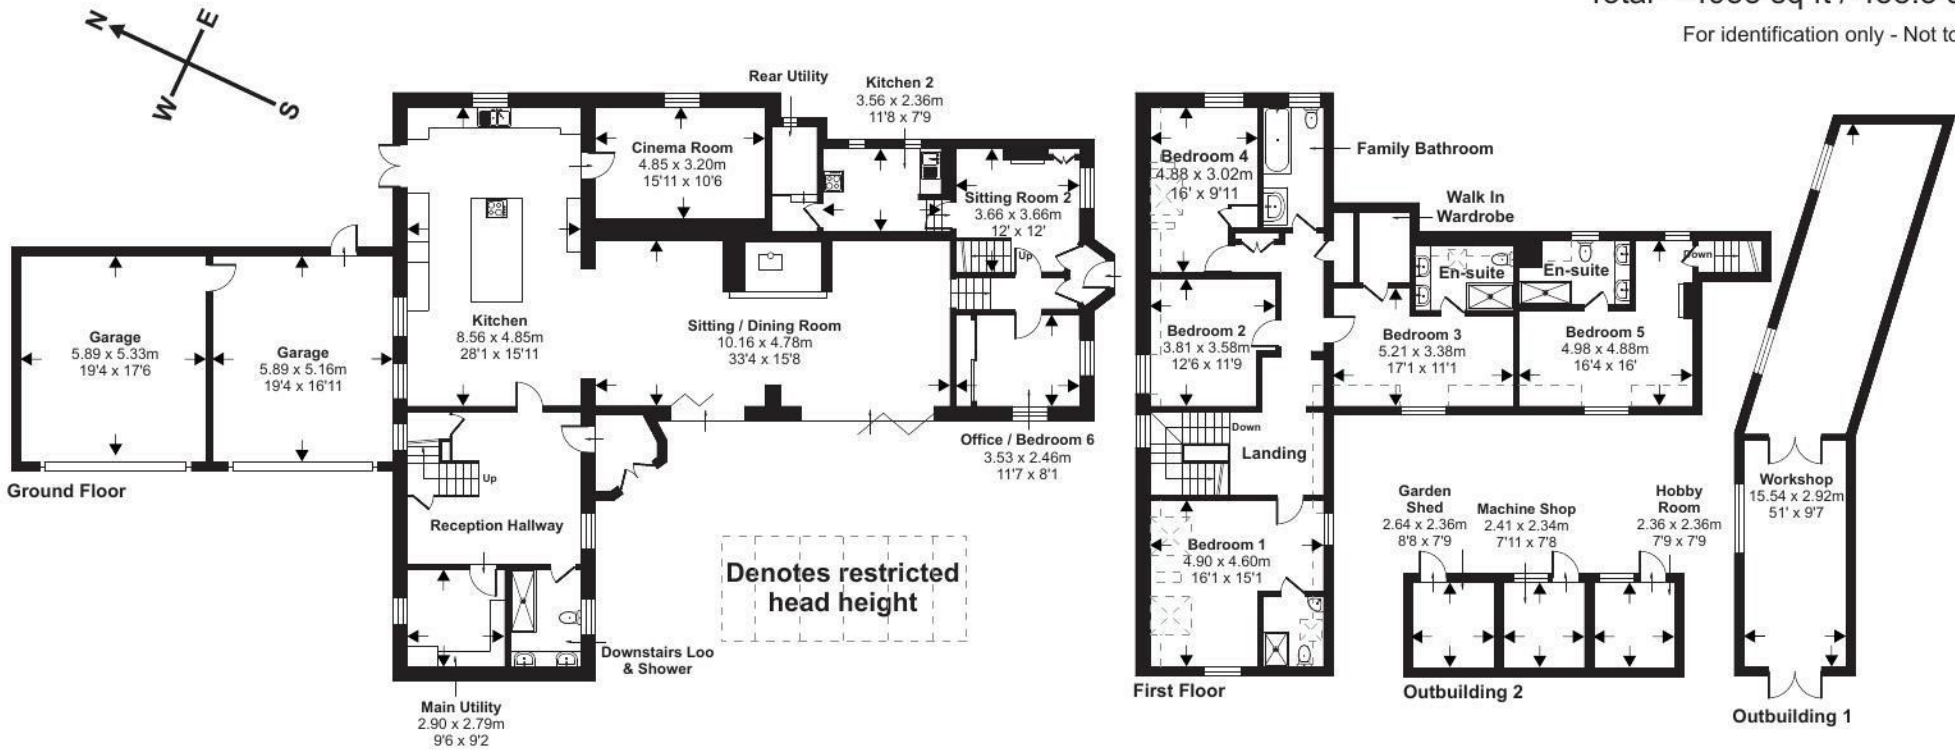 For identification only - Not to
N
E
W
S
Rear Utility
Kitchen 2
3.56 x 2.36m
11'8 x 7'9
Cinema Room
4.85 x 3.20m
15'11 x 10'6
Sitting Room 2
3.66 x 3.66m
12' x 12'
Up
Garage
5.89 x 5.33m
19'4 x 17'6
Garage
5.89 x 5.16m
19'4 x 16'11
Kitchen
8.56 x 4.85m
28'1 x 15'11
Sitting / Dining Room
10.16 x 4.78m
33'4 x 15'8
Office / Bedroom 6
3.53 x 2.46m
11'7 x 8'1
Ground Floor
Up
Reception Hallway
Denotes restricted
head height
Downstairs Loo
& Shower
Main Utility
2.90 x 2.79m
9'6 x 9'2
Bedroom 4
4.88 x 3.02m
16' x 9'11
Family Bathroom
Walk In
Wardrobe
En-suite
En-suite
Down
Bedroom 2
3.81 x 3.58m
12'6 x 11'9
Bedroom 3
5.21 x 3.38m
17'1 x 11'1
Bedroom 5
4.98 x 4.88m
16'4 x 16'
Down
Landing
Bedroom 1
4.90 x 4.60m
16'1 x 15'1
First Floor
Garden
Shed
2.64 x 2.36m
8'8 x 7'9
Machine Shop
2.41 x 2.34m
7'11 x 7'8
Hobby
Room
2.36 x 2.36m
7'9 x 7'9
Outbuilding 2
Workshop
15.54 x 2.92m
51' x 9'7
Outbuilding 1